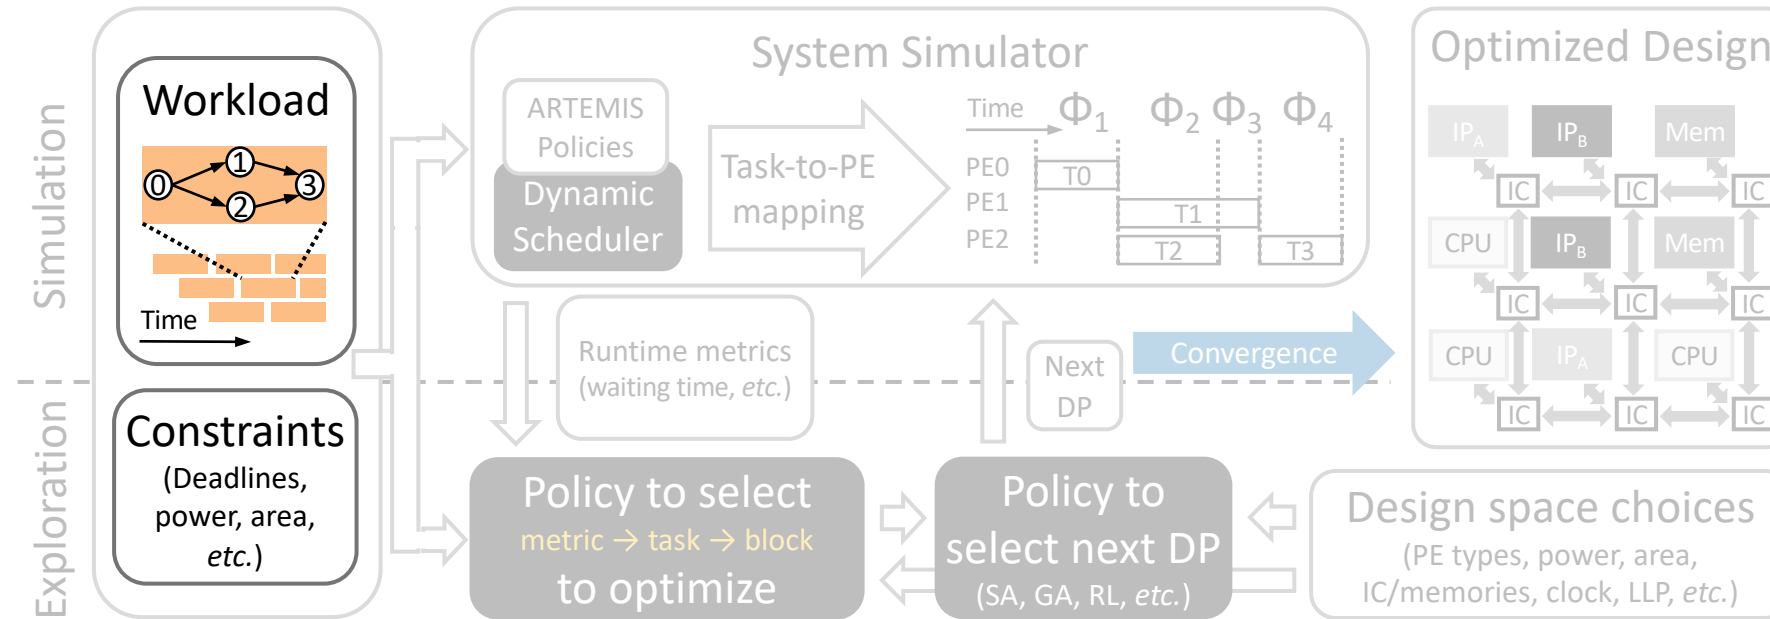 Simulation
Exploration
Workload
0
1
2
3
Time
Constraints
(Deadlines,
power, area,
etc.)
System Simulator
ARTEMIS
Policies
Dynamic
Scheduler
Task-to-PE
mapping
Time
Φ1 Φ2 Φ3 Φ4
PE0
T0
PE1
T1
PE2
T2
T3
Runtime metrics
(waiting time, etc.)
Next
DP
Convergence
Policy to select
metric → task → block
to optimize
Policy to
select next DP
(SA, GA, RL, etc.)
Design space choices
(PE types, power, area,
IC/memories, clock, LLP, etc.)
Optimized Design
IPA IPB Mem
IC IC IC
CPU IPB Mem
IC IC IC
CPU IPA CPU
IC IC IC